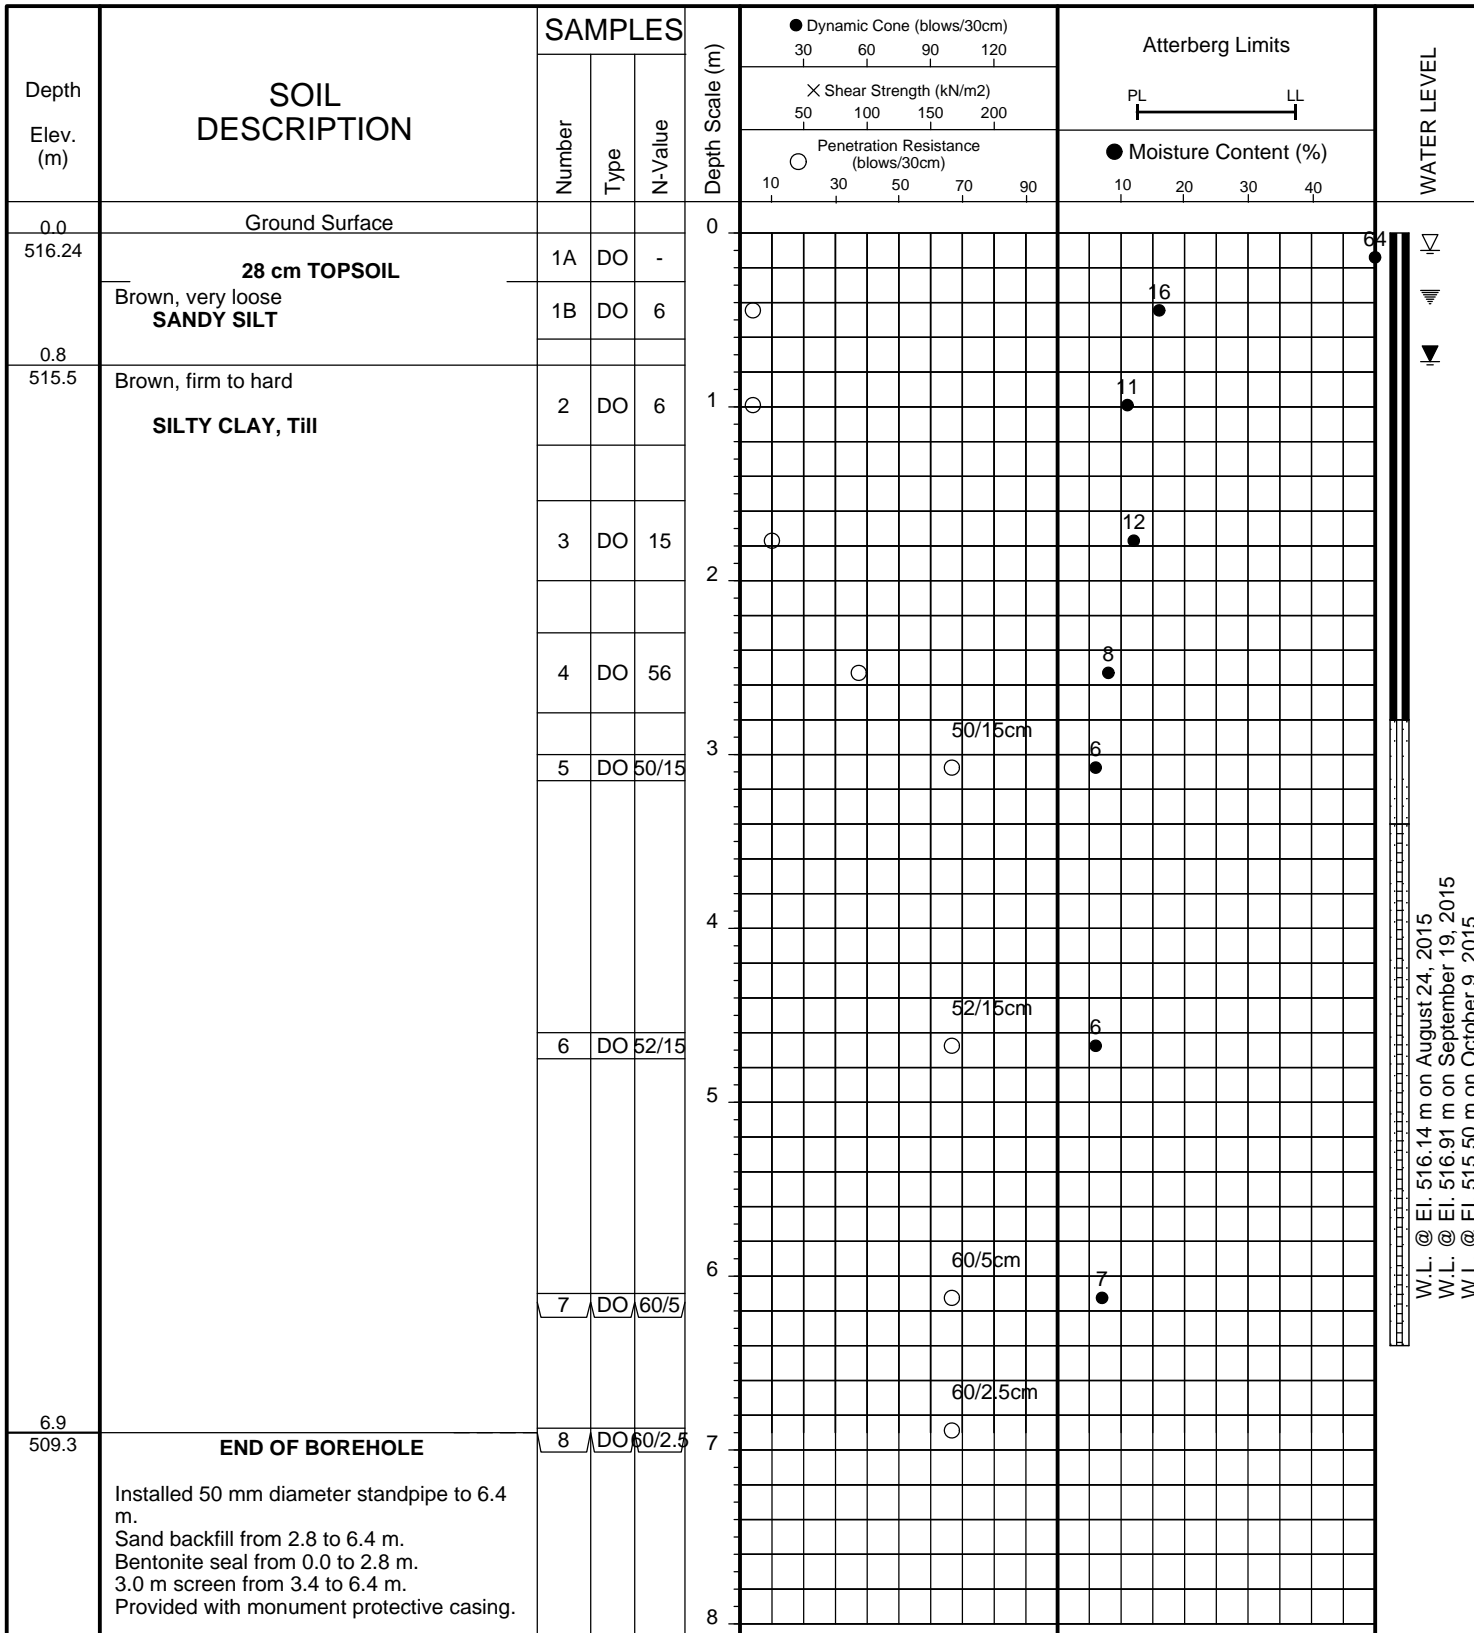 Depth
Elev.
(m)
SOIL
DESCRIPTION
SAMPLES
Number
Type
N-Value
Depth Scale (m)
Dynamic Cone (blows/30cm)
30 60 90 120
Shear Strength (kN/m2)
50 100 150 200
Penetration Resistance
(blows/30cm)
10 30 50 70 90
Atterberg Limits
PL LL
Moisture Content (%)
10 20 30 40
WATER LEVEL
0.0 Ground Surface 0
516.24
28 cm TOPSOIL
1A DO - 64
Brown, very loose
SANDY SILT
1B DO 6 16
0.8
515.5
Brown, firm to hard
SILTY CLAY, Till
2 DO 6 11
1
3 DO 15 12
2
4 DO 56 8
50/15cm
3
5 DO 50/15 6
4
52/15cm
6 DO 52/15 6
5
60/5cm
6
7 DO 60/5 7
60/2.5cm
6.9
509.3
END OF BOREHOLE
8 DO 60/2.5
7
Installed 50 mm diameter standpipe to 6.4
m.
Sand backfill from 2.8 to 6.4 m.
Bentonite seal from 0.0 to 2.8 m.
3.0 m screen from 3.4 to 6.4 m.
Provided with monument protective casing.
8
W.L. @ El. 516.14 m on August 24, 2015
W.L. @ El. 516.91 m on September 19, 2015
W.L. @ El. 515.50 m on October 9, 2015